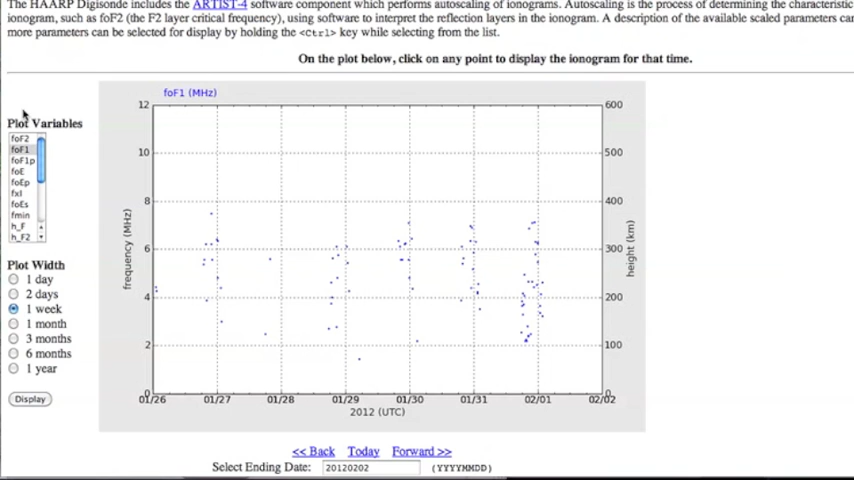 The HAARP Digisonde includes the ARTIST-4 software component which performs autoscaling of ionograms. Autoscaling is the process of determining the characteristic
ionogram, such as foF2 (the F2 layer critical frequency), using software to interpret the reflection layers in the ionogram. A description of the available scaled parameters
more parameters can be selected for display by holding the <Ctrl> key while selecting from the list.
On the plot below, click on any point to display the ionogram for that time.
Plot Variables
foF2
foF1
foF1p
foE
foEp
fxI
foEs
fmin
h_F
h_F2
Plot Width
1 day
2 days
1 week
1 month
3 months
6 months
1 year
Display
foF1 (MHz)
12
10
8
6
4
2
0
frequency (MHz)
600
500
400
300
200
100
0
height (km)
01/26 01/27 01/28 01/29 01/30 01/31 02/01 02/02
2012 (UTC)
<< Back Today Forward >>
Select Ending Date: 20120202 (YYYYMMDD)